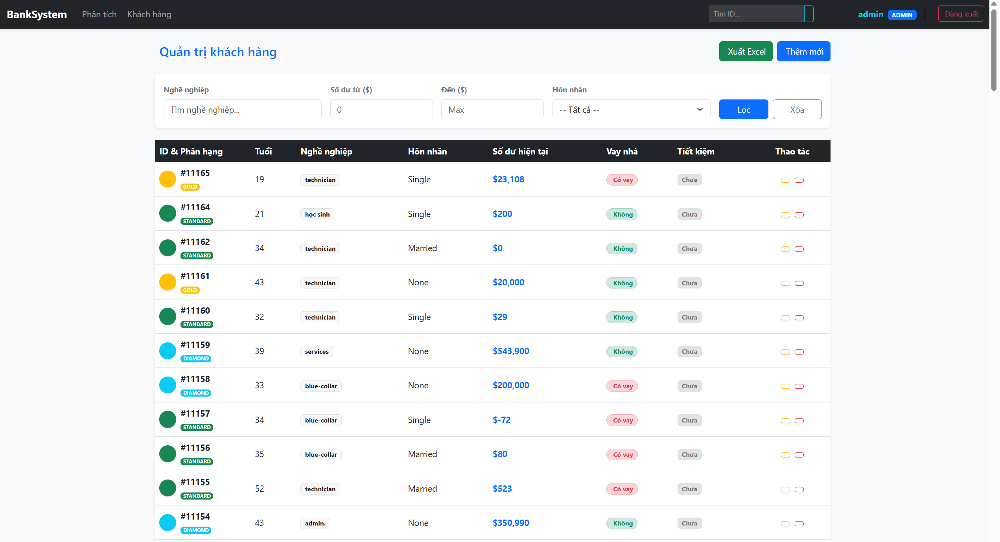 BankSystem Phân tích Khách hàng Tìm ID... admin ADMIN Đăng xuất
Quản trị khách hàng Xuất Excel Thêm mới
Nghề nghiệp Số dư từ ($) Đến ($) Hôn nhân
Tìm nghề nghiệp... 0 Max -- Tất cả -- Lọc Xóa
ID & Phân hạng Tuổi Nghề nghiệp Hôn nhân Số dư hiện tại Vay nhà Tiết kiệm Thao tác
#11165
19 technician Single $23,108 Có vay Chưa
GOLD
#11164
21 học sinh Single $200 Không Chưa
STANDARD
#11162
34 technician Married $0 Không Chưa
STANDARD
#11161
43 technician None $20,000 Không Chưa
GOLD
#11160
32 technician Single $29 Không Chưa
STANDARD
#11159
39 services None $543,900 Không Chưa
DIAMOND
#11158
33 blue-collar None $200,000 Có vay Chưa
DIAMOND
#11157
34 blue-collar Single $-72 Có vay Chưa
STANDARD
#11156
35 blue-collar Married $80 Có vay Chưa
STANDARD
#11155
52 technician Married $523 Có vay Chưa
STANDARD
#11154
43 admin. None $350,990 Không Chưa
DIAMOND